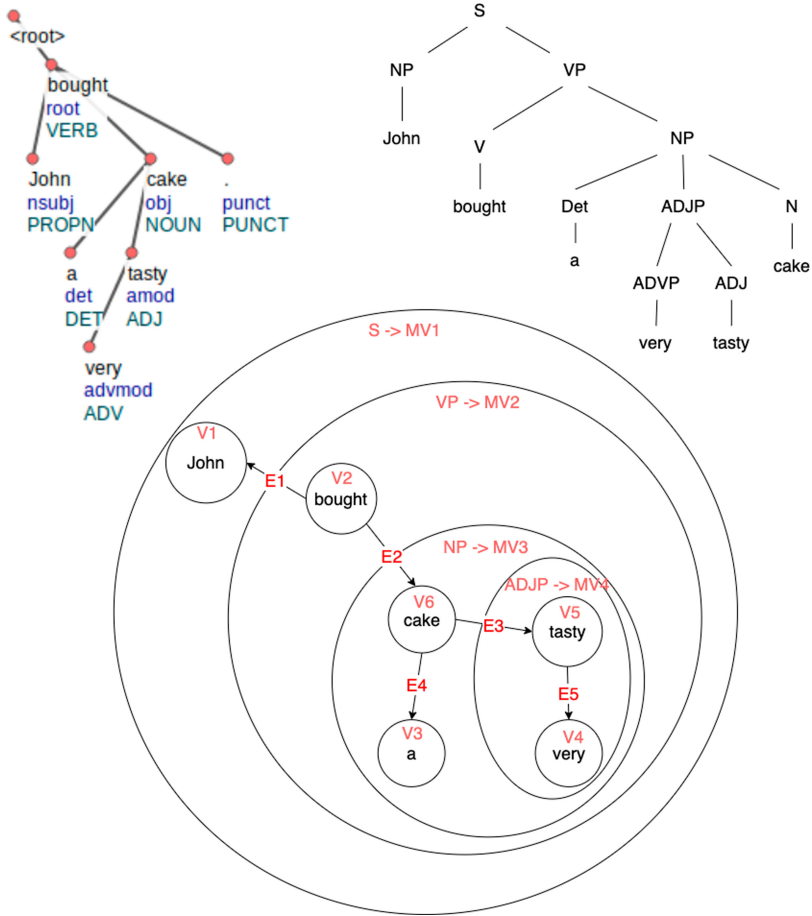 <root>
bought
root
VERB
John
nsubj
PROPN
cake
obj
NOUN
.
punct
PUNCT
a
det
DET
tasty
amod
ADJ
very
advmod
ADV
S
NP
VP
John
V
NP
bought
Det
ADJP
N
a
ADVP
ADJ
cake
very
tasty
S -> MV1
VP -> MV2
V1
John
E1
V2
bought
E2
NP -> MV3
ADJP -> MV4
V6
cake
E3
V5
tasty
E4
E5
V3
a
V4
very